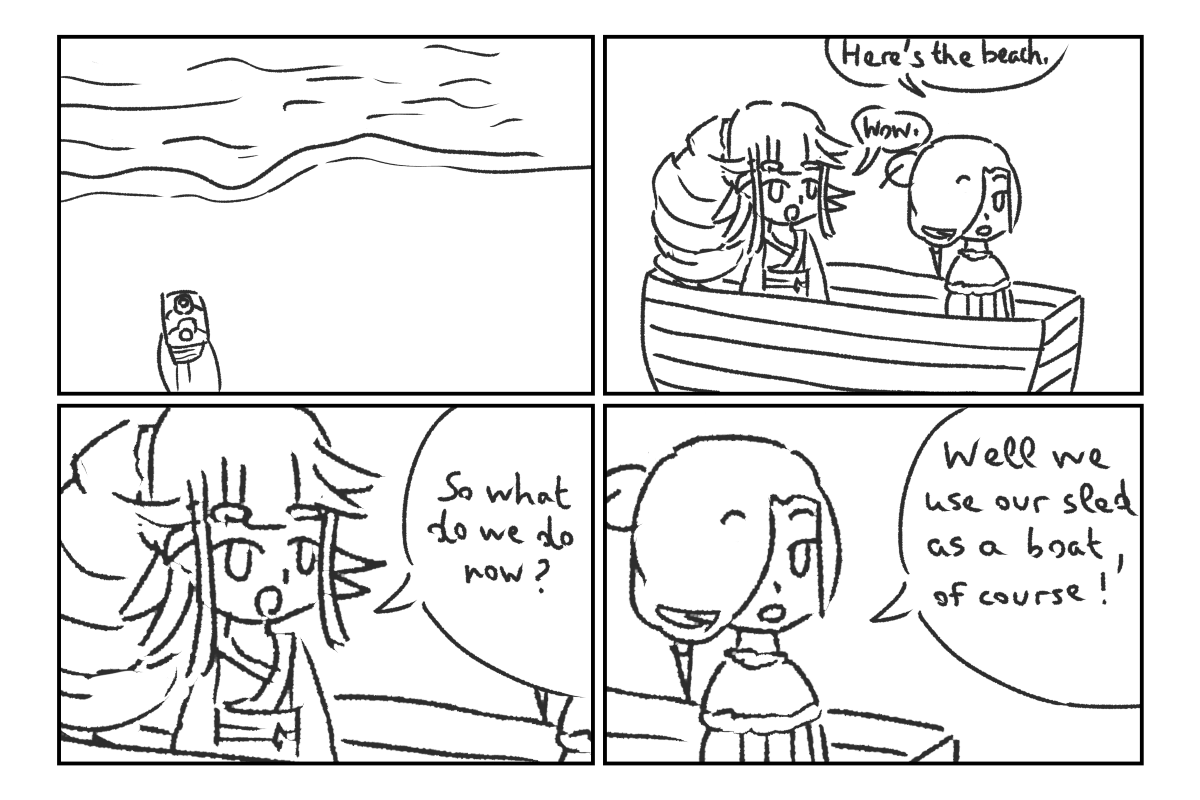 Here's the beach.
Wow.
So what
do we do
now?
Well we
use our sled
as a boat,
of course!